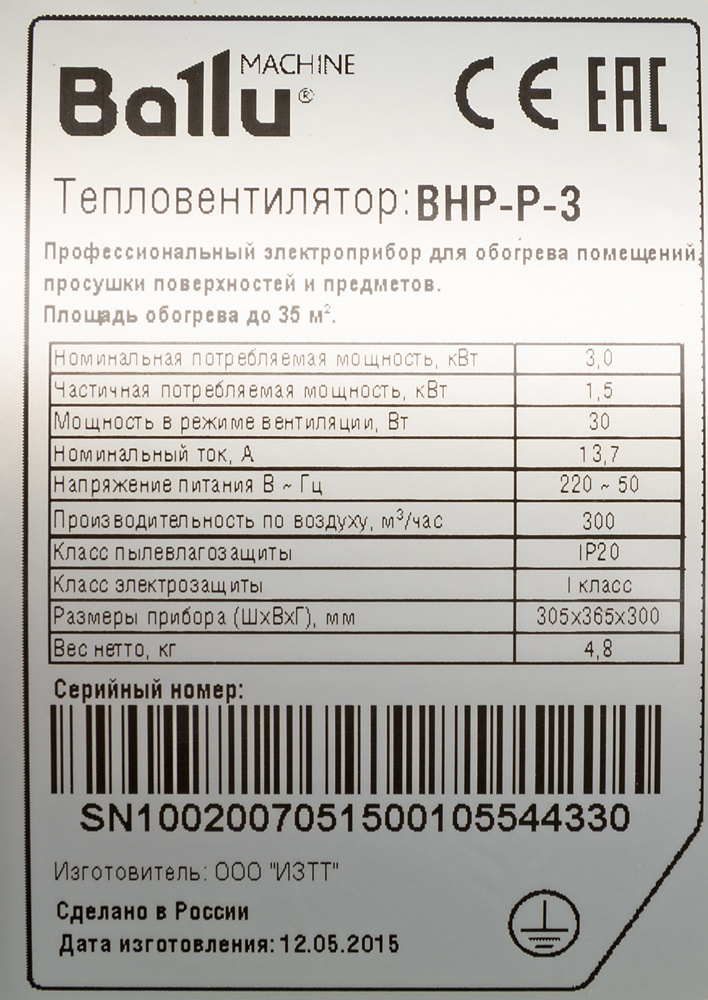 Ballu® MACHINE
CE EAC
Тепловентилятор: BHP-P-3
Профессиональный электроприбор для обогрева помещений,
просушки поверхностей и предметов.
Площадь обогрева до 35 м².
Номинальная потребляемая мощность, кВт 3,0
Частичная потребляемая мощность, кВт 1,5
Мощность в режиме вентиляции, Вт 30
Номинальный ток, А 13,7
Напряжение питания В ~ Гц 220 ~ 50
Производительность по воздуху, м³/час 300
Класс пылевлагозащиты IP20
Класс электрозащиты I класс
Размеры прибора (ШхВхГ), мм 305х365х300
Вес нетто, кг 4,8
Серийный номер:
SN1002007051500105544330
Изготовитель: ООО "ИЗТТ"
Сделано в России
Дата изготовления: 12.05.2015